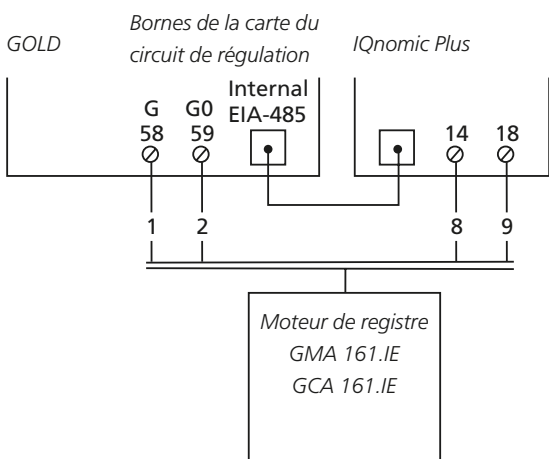 GOLD
Bornes de la carte du
circuit de régulation
IQnomic Plus
G
58
G0
59
Internal
EIA-485
14
18
1
2
8
9
Moteur de registre
GMA 161.IE
GCA 161.IE